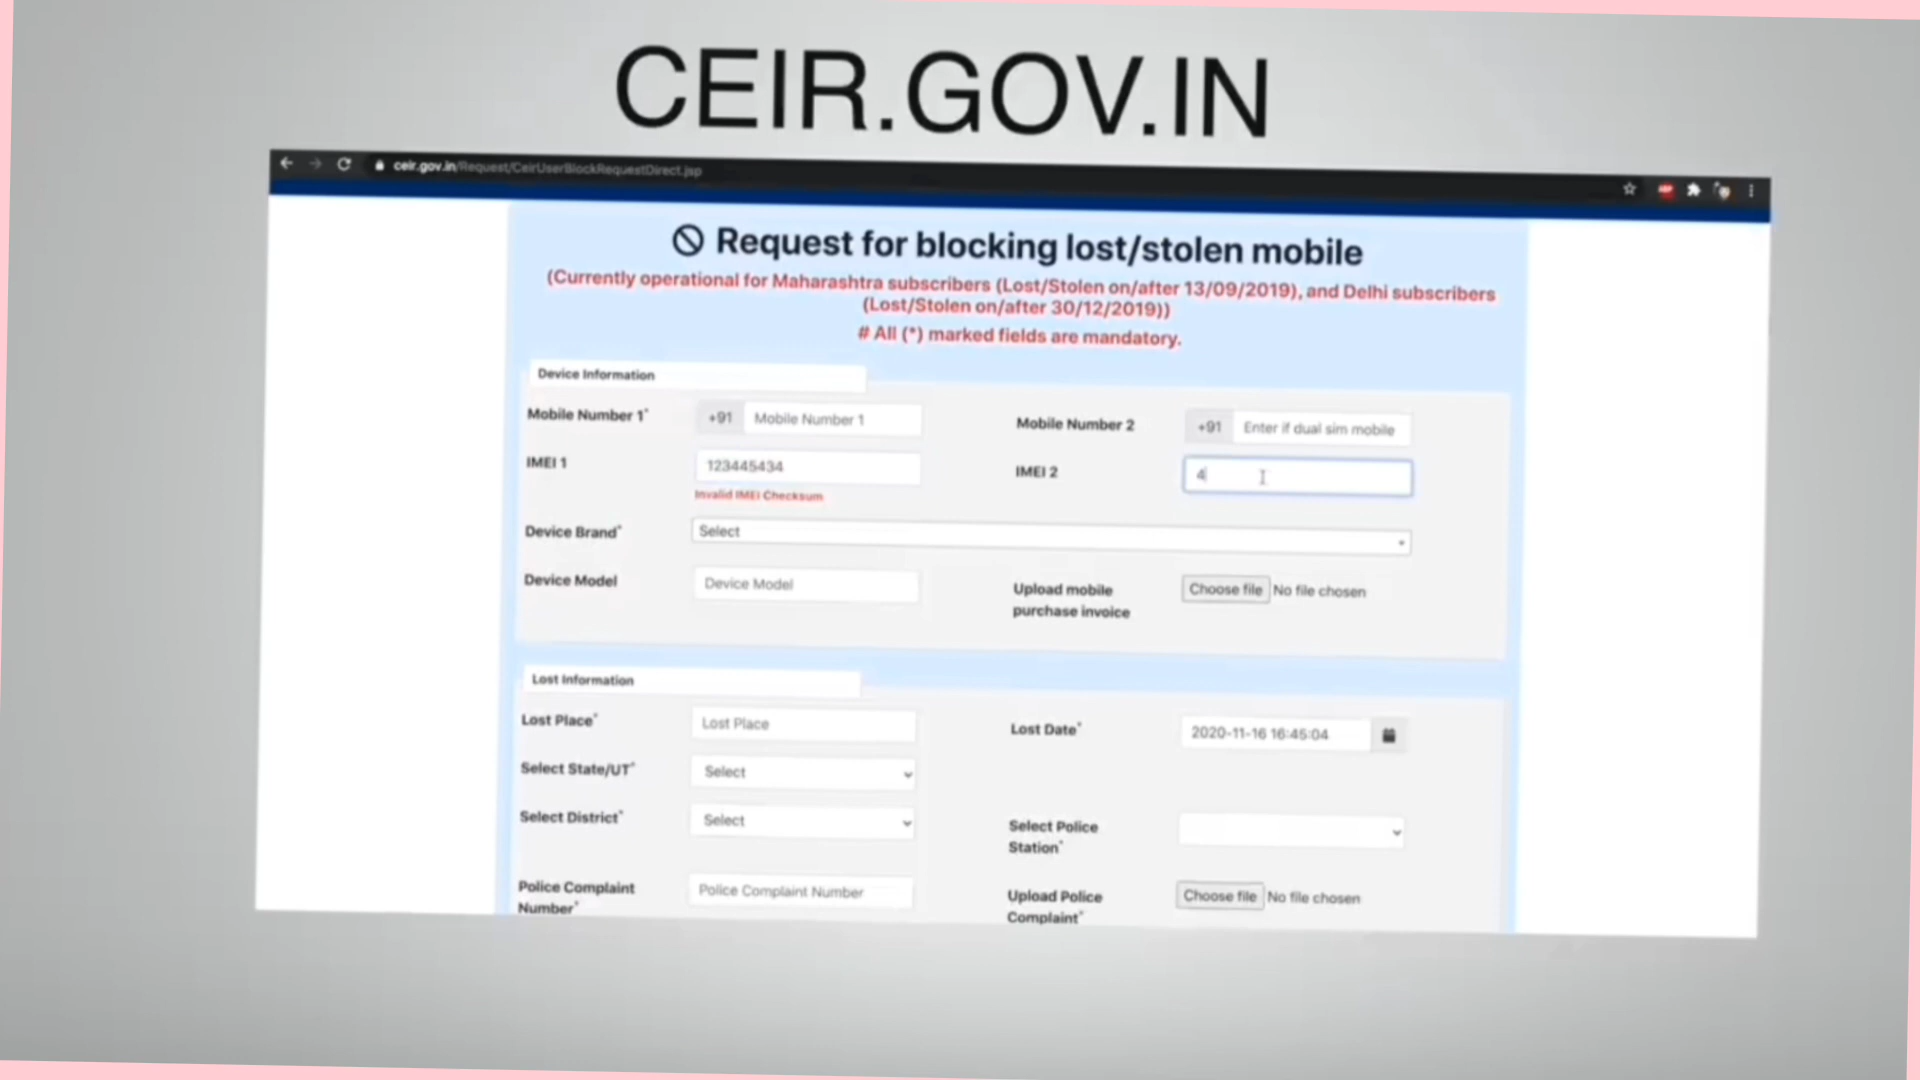 CEIR.GOV.IN
ceir.gov.in/Request/CeirUserBlockRequestDirect.jsp
Request for blocking lost/stolen mobile
(Currently operational for Maharashtra subscribers (Lost/Stolen on/after 13/09/2019), and Delhi subscribers
(Lost/Stolen on/after 30/12/2019))
# All (*) marked fields are mandatory.
Device Information
Mobile Number 1* +91 Mobile Number 1 Mobile Number 2 +91 Enter if dual sim mobile
IMEI 1 123445434 IMEI 2 4
Invalid IMEI Checksum
Device Brand* Select
Device Model Device Model Upload mobile Choose file No file chosen
purchase invoice
Lost Information
Lost Place* Lost Place Lost Date* 2020-11-16 16:45:04
Select State/UT* Select
Select District* Select Select Police
Station*
Police Complaint Police Complaint Number Upload Police Choose file No file chosen
Number* Complaint*